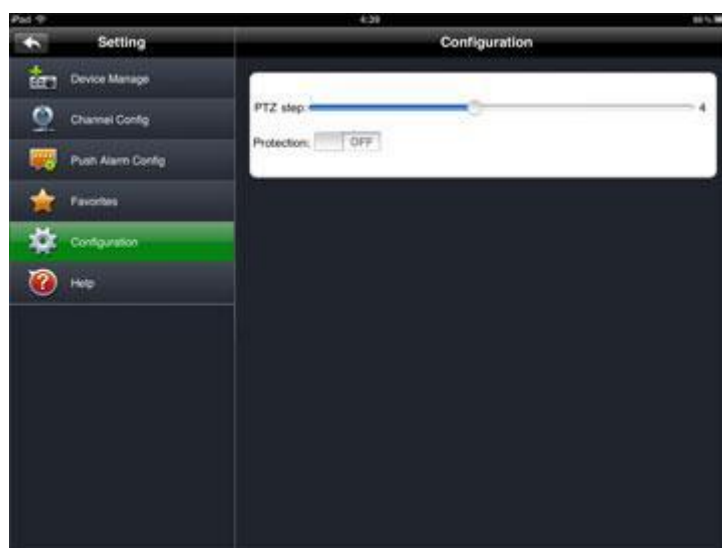 iPad 4:39
Setting Configuration
Device Manage
Channel Config
Push Alarm Config
Favorites
Configuration
Help
PTZ step: 4
Protection: OFF